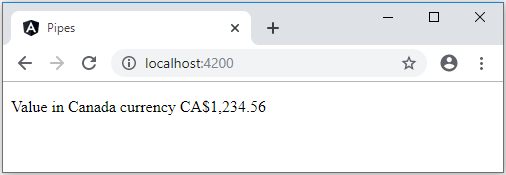 Pipes
localhost:4200
Value in Canada currency CA$1,234.56